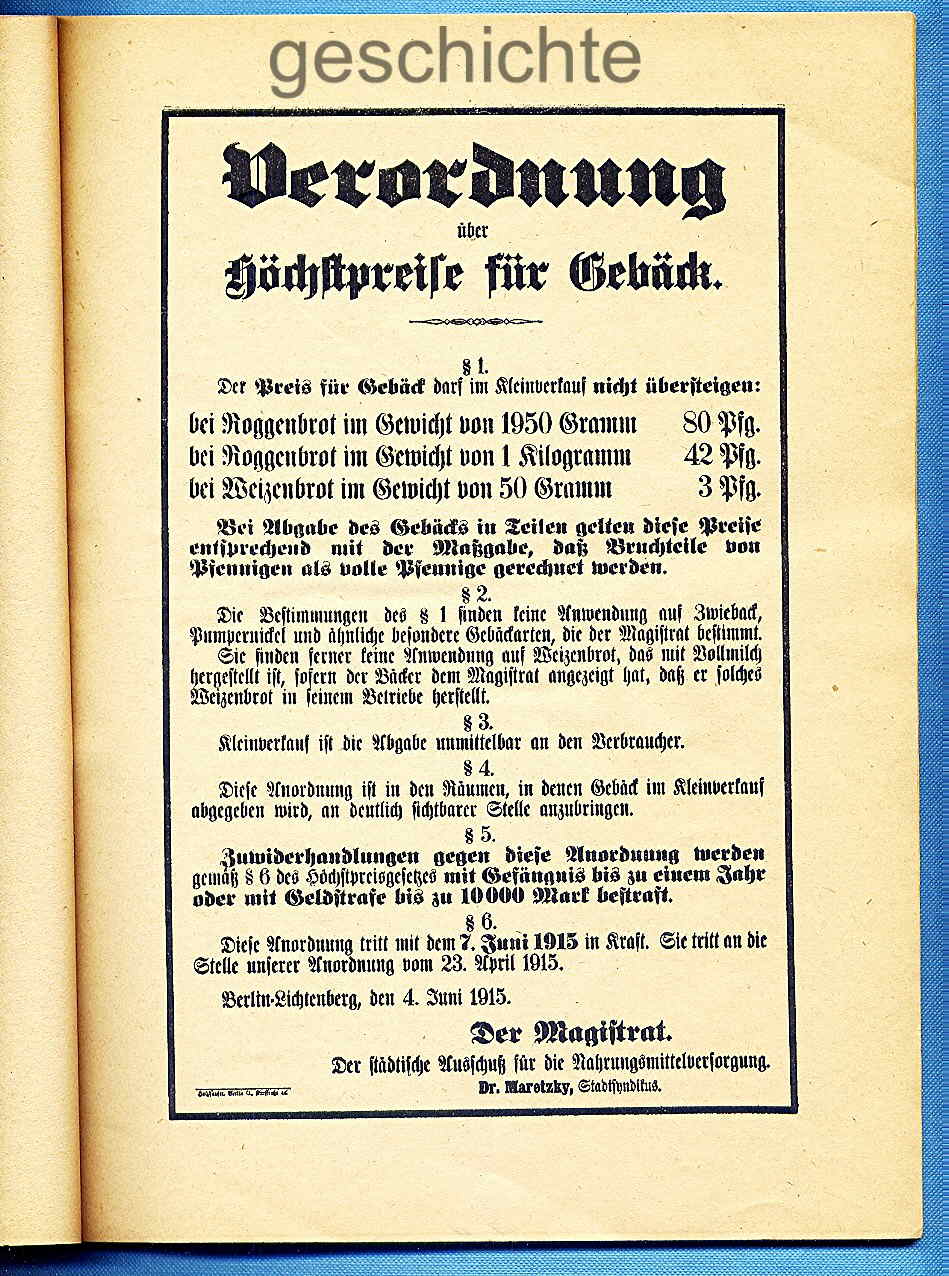 geschichte
Verordnung
über
Höchstpreise für Gebäck.
§ 1.
Der Preis für Gebäck darf im Kleinverkauf nicht übersteigen:
bei Roggenbrot im Gewicht von 1950 Gramm 80 Pfg.
bei Roggenbrot im Gewicht von 1 Kilogramm 42 Pfg.
bei Weizenbrot im Gewicht von 50 Gramm 3 Pfg.
Bei Abgabe des Gebäcks in Teilen gelten diese Preise
entsprechend mit der Maßgabe, daß Bruchteile von
Pfennigen als volle Pfennige gerechnet werden.
§ 2.
Die Bestimmungen des § 1 finden keine Anwendung auf Zwieback,
Pumpernickel und ähnliche besondere Gebäckarten, die der Magistrat bestimmt.
Sie finden ferner keine Anwendung auf Weizenbrot, das mit Vollmilch
hergestellt ist, sofern der Bäcker dem Magistrat angezeigt hat, daß er solches
Weizenbrot in seinem Betriebe herstellt.
§ 3.
Kleinverkauf ist die Abgabe unmittelbar an den Verbraucher.
§ 4.
Diese Anordnung ist in den Räumen, in denen Gebäck im Kleinverkauf
abgegeben wird, an deutlich sichtbarer Stelle anzubringen.
§ 5.
Zuwiderhandlungen gegen diese Anordnung werden
gemäß § 6 des Höchstpreisgesetzes mit Gefängnis bis zu einem Jahr
oder mit Geldstrafe bis zu 10000 Mark bestraft.
§ 6.
Diese Anordnung tritt mit dem 7. Juni 1915 in Kraft. Sie tritt an die
Stelle unserer Anordnung vom 23. April 1915.
Berlin-Lichtenberg, den 4. Juni 1915.
Der Magistrat.
Der städtische Ausschuß für die Nahrungsmittelversorgung.
Dr. Maretzky, Stadtsyndikus.
Berlin